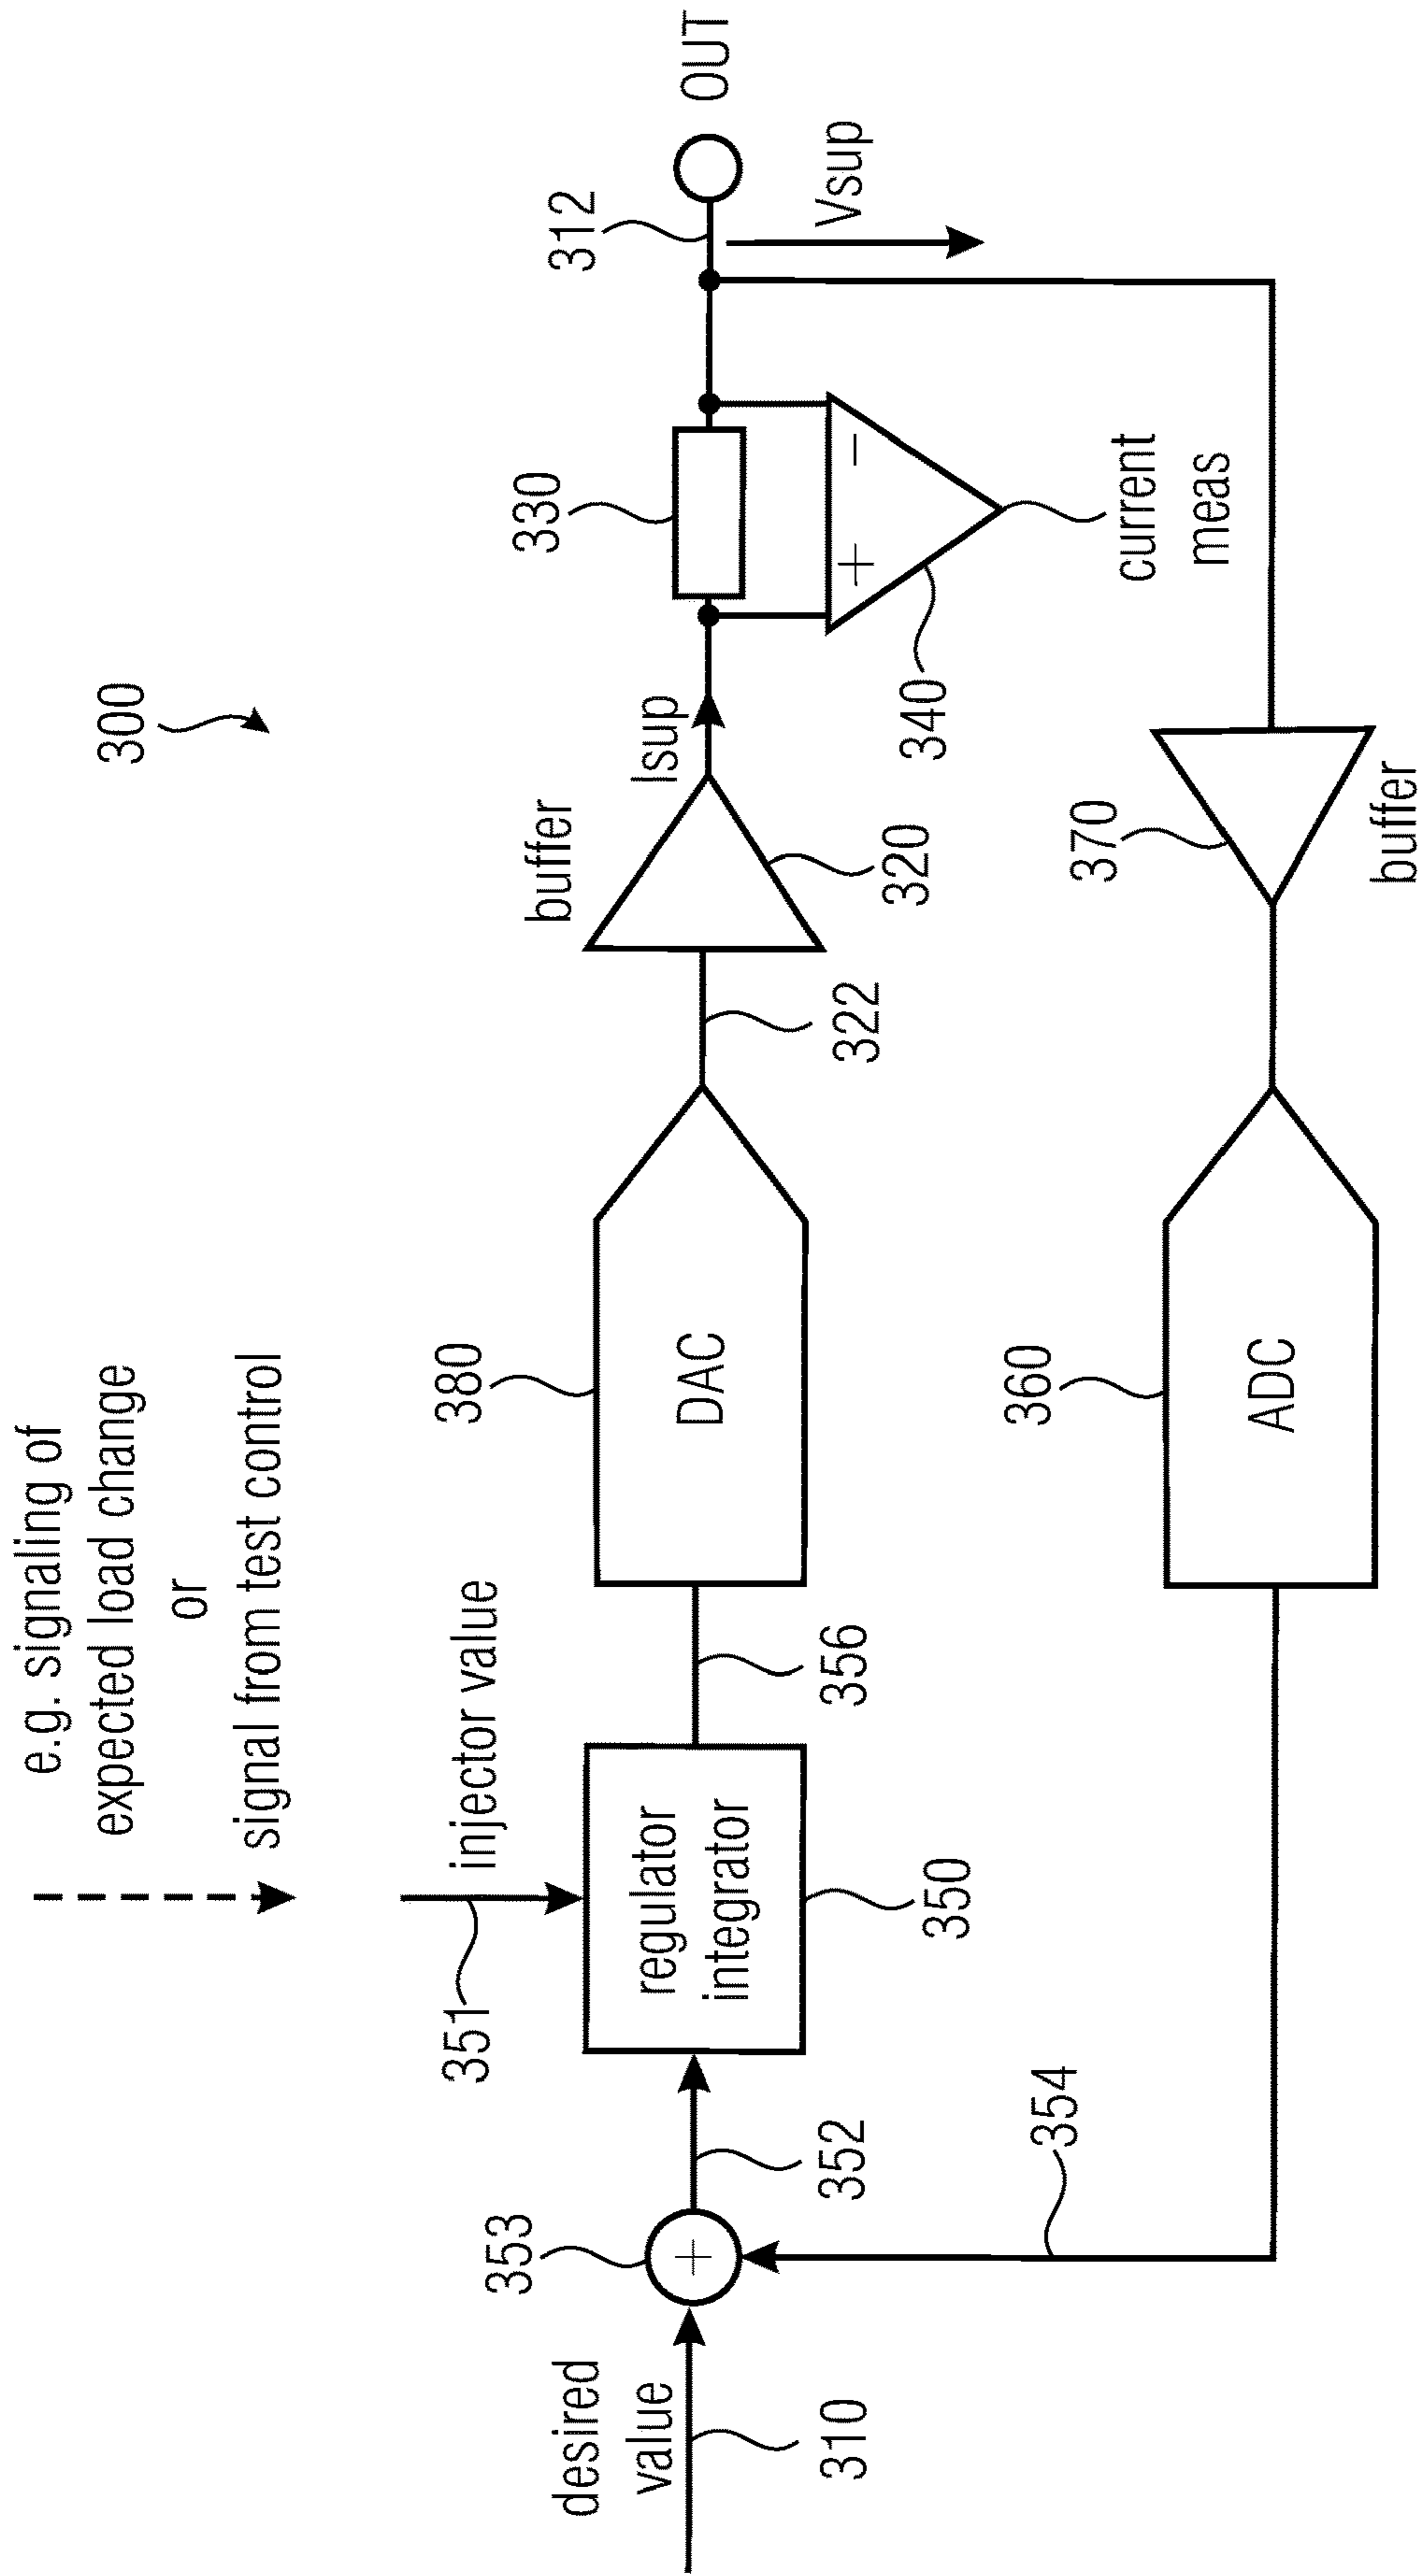 300
e.g. signaling of
expected load change
or
signal from test control
injector value
351
desired
value
310
353
+
352
regulator
integrator
350
356
380
DAC
322
buffer
320
Isup
330
+
−
340
current
meas
312
OUT
Vsup
354
360
ADC
370
buffer